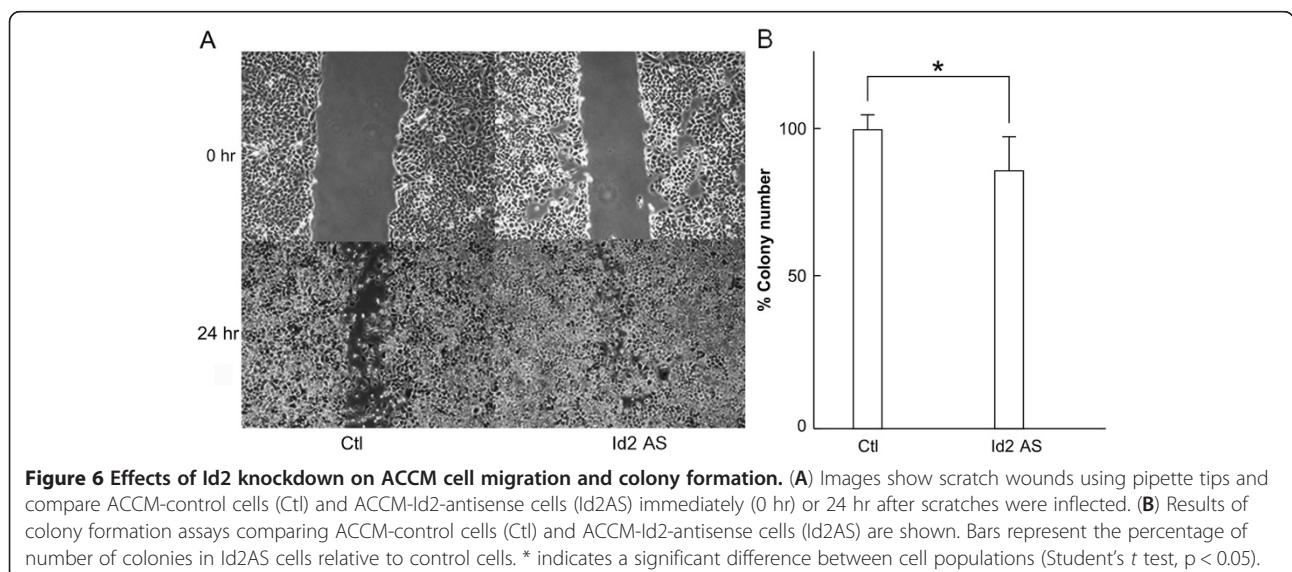 A
B
0 hr
24 hr
Ctl
Id2 AS
*
% Colony number
100
50
0
Ctl
Id2 AS
Figure 6 Effects of Id2 knockdown on ACCM cell migration and colony formation. (A) Images show scratch wounds using pipette tips and
compare ACCM-control cells (Ctl) and ACCM-Id2-antisense cells (Id2AS) immediately (0 hr) or 24 hr after scratches were inflected. (B) Results of
colony formation assays comparing ACCM-control cells (Ctl) and ACCM-Id2-antisense cells (Id2AS) are shown. Bars represent the percentage of
number of colonies in Id2AS cells relative to control cells. * indicates a significant difference between cell populations (Student's t test, p < 0.05).